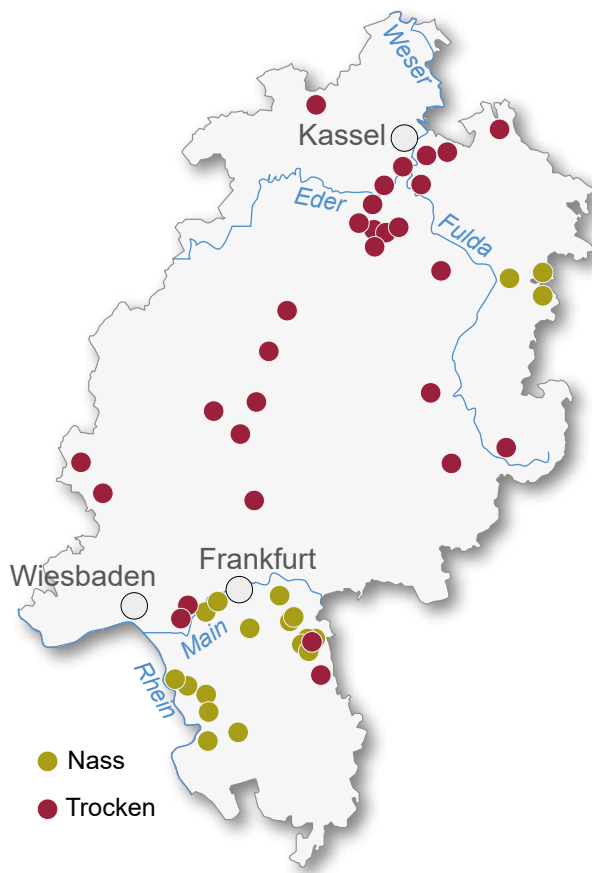 Weser
Kassel
Eder
Fulda
Frankfurt
Wiesbaden
Main
Rhein
Nass
Trocken